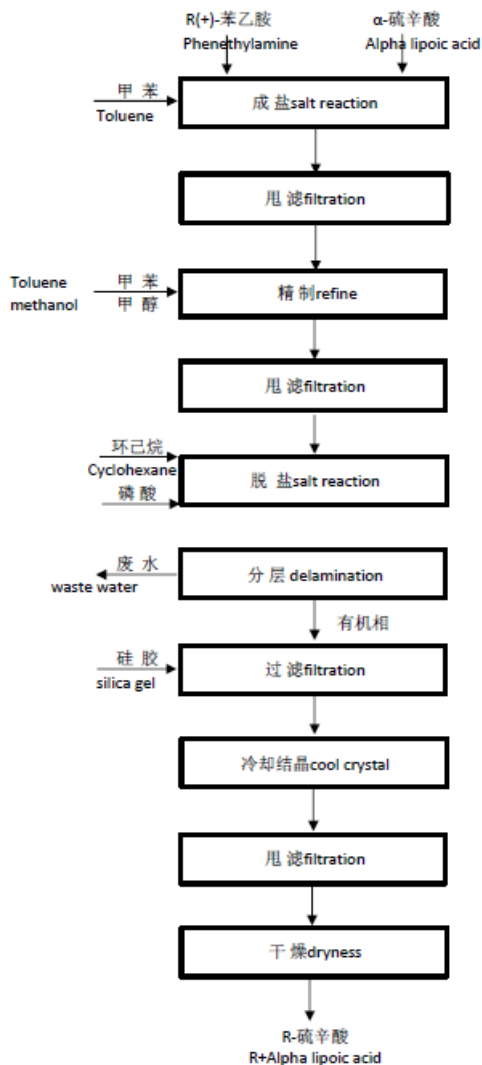 R(+)-苯乙胺
Phenethylamine
α-硫辛酸
Alpha lipoic acid
甲 苯
Toluene
成 盐salt reaction
甩 滤filtration
Toluene
methanol
甲 苯
甲 醇
精 制refine
甩 滤filtration
环己烷
Cyclohexane
磷 酸
脱 盐salt reaction
废 水
waste water
分 层 delamination
有机相
硅 胶
silica gel
过 滤filtration
冷却结晶cool crystal
甩 滤filtration
干 燥dryness
R-硫辛酸
R+Alpha lipoic acid